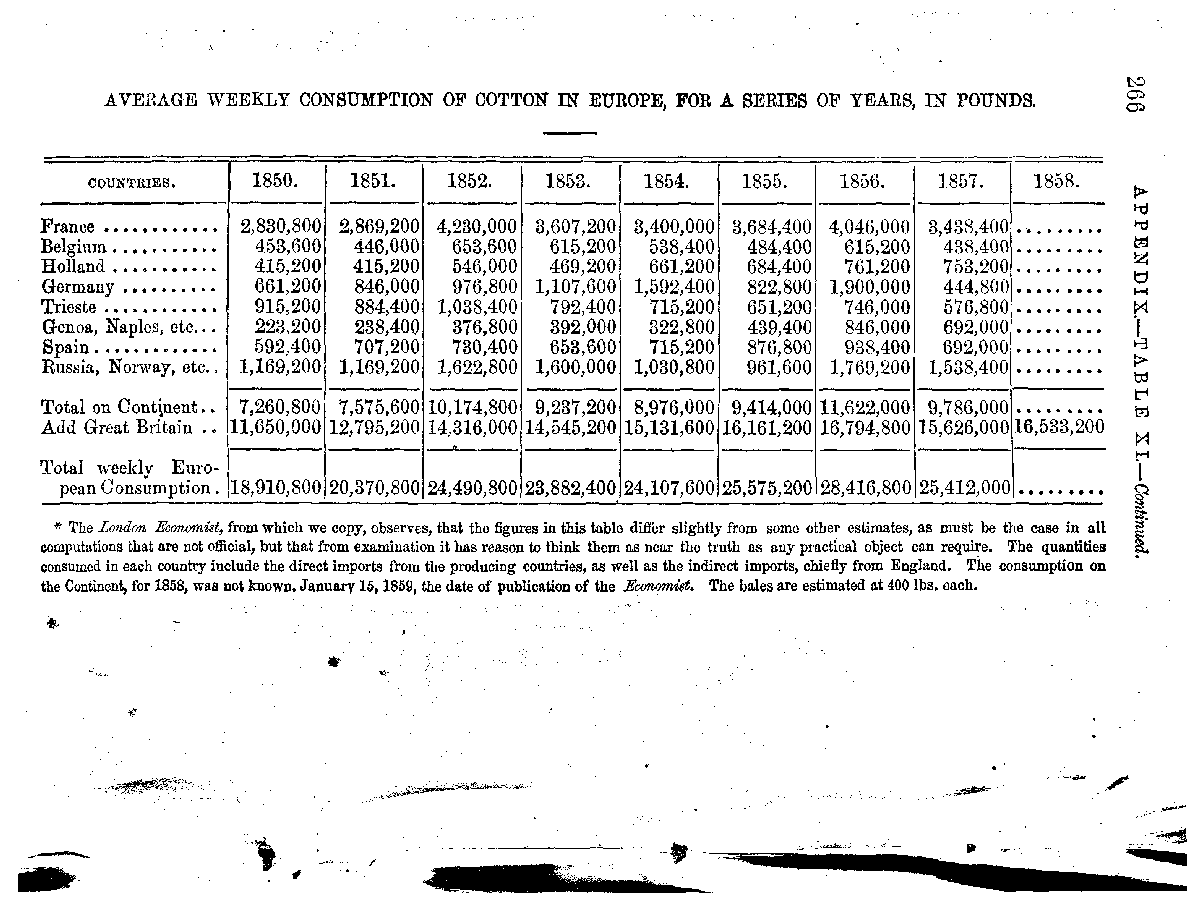 266
APPENDIX.—TABLE XI.—Continued.
AVERAGE WEEKLY CONSUMPTION OF COTTON IN EUROPE, FOR A SERIES OF YEARS, IN POUNDS.
COUNTRIES. 1850. 1851. 1852. 1853. 1854. 1855. 1856. 1857. 1858.
France ............ 2,830,800 2,869,200 4,230,000 3,607,200 3,400,000 3,684,400 4,046,000 3,438,400 .........
Belgium ........... 453,600 446,000 653,600 615,200 538,400 484,400 615,200 438,400 .........
Holland ........... 415,200 415,200 546,000 469,200 661,200 684,400 761,200 753,200 .........
Germany .......... 661,200 846,000 976,800 1,107,600 1,592,400 822,800 1,900,000 444,800 .........
Trieste ............ 915,200 884,400 1,038,400 792,400 715,200 651,200 746,000 576,800 .........
Genoa, Naples, etc... 223,200 238,400 376,800 392,000 322,800 439,400 846,000 692,000 .........
Spain ............. 592,400 707,200 730,400 653,600 715,200 876,800 938,400 692,000 .........
Russia, Norway, etc.. 1,169,200 1,169,200 1,622,800 1,600,000 1,030,800 961,600 1,769,200 1,538,400 .........
Total on Continent.. 7,260,800 7,575,600 10,174,800 9,237,200 8,976,000 9,414,000 11,622,000 9,786,000 .........
Add Great Britain .. 11,650,000 12,795,200 14,316,000 14,545,200 15,131,600 16,161,200 16,794,800 15,626,000 16,533,200
Total weekly Euro-
pean Consumption . 18,910,800 20,370,800 24,490,800 23,882,400 24,107,600 25,575,200 28,416,800 25,412,000 .........
* The London Economist, from which we copy, observes, that the figures in this table differ slightly from some other estimates, as must be the case in all
computations that are not official, but that from examination it has reason to think them as near the truth as any practical object can require. The quantities
consumed in each country include the direct imports from the producing countries, as well as the indirect imports, chiefly from England. The consumption on
the Continent, for 1858, was not known, January 15, 1859, the date of publication of the Economist. The bales are estimated at 400 lbs. each.